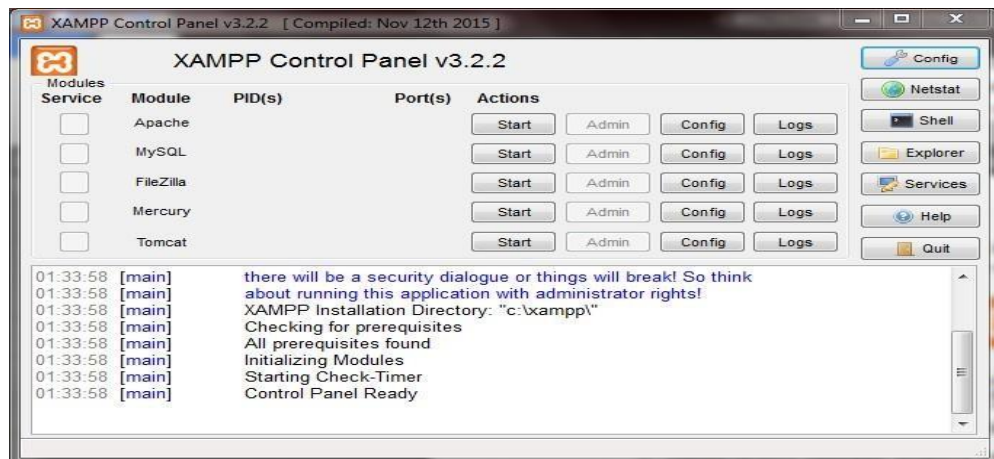 XAMPP Control Panel v3.2.2 [ Compiled: Nov 12th 2015 ]
XAMPP Control Panel v3.2.2
Config
Modules
Service Module PID(s) Port(s) Actions
Netstat
Apache Start Admin Config Logs
Shell
MySQL Start Admin Config Logs
Explorer
FileZilla Start Admin Config Logs
Services
Mercury Start Admin Config Logs
Help
Tomcat Start Admin Config Logs
Quit
01:33:58 [main] there will be a security dialogue or things will break! So think
01:33:58 [main] about running this application with administrator rights!
01:33:58 [main] XAMPP Installation Directory: "c:\xampp\"
01:33:58 [main] Checking for prerequisites
01:33:58 [main] All prerequisites found
01:33:58 [main] Initializing Modules
01:33:58 [main] Starting Check-Timer
01:33:58 [main] Control Panel Ready